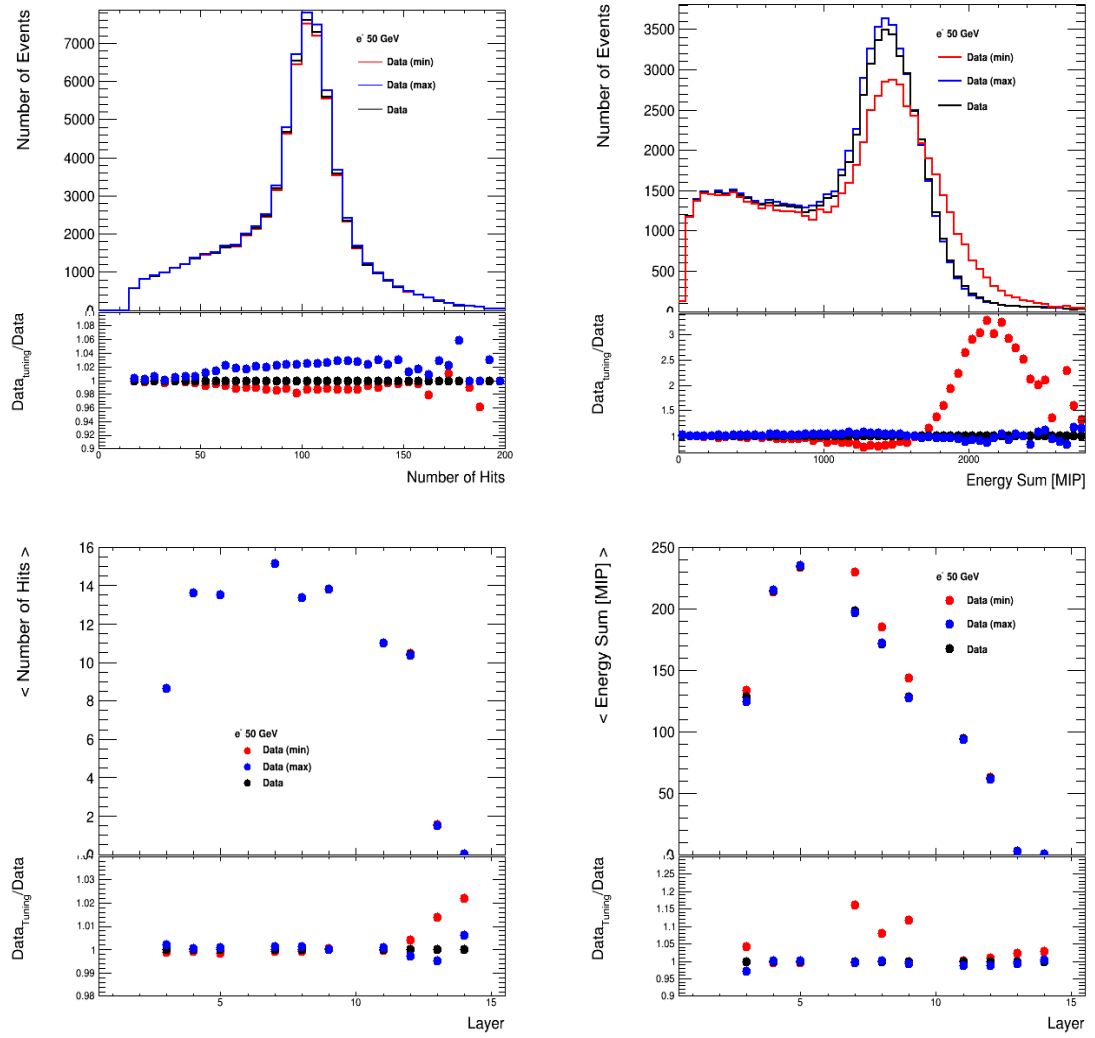 Number of Events
7000
6000
5000
4000
3000
2000
1000
0
e- 50 GeV
Data (min)
Data (max)
Data
Data_tuning/Data
1.08
1.06
1.04
1.02
1
0.98
0.96
0.94
0.92
0.9
0 50 100 150 200
Number of Hits
Number of Events
3500
3000
2500
2000
1500
1000
500
0
e- 50 GeV
Data (min)
Data (max)
Data
Data_tuning/Data
3
2.5
2
1.5
1
0 1000 2000
Energy Sum [MIP]
< Number of Hits >
16
14
12
10
8
6
4
2
0
e- 50 GeV
Data (min)
Data (max)
Data
Data_Tuning/Data
1.03
1.02
1.01
1
0.99
0.98
5 10 15
Layer
< Energy Sum [MIP] >
250
200
150
100
50
0
e- 50 GeV
Data (min)
Data (max)
Data
Data_Tuning/Data
1.25
1.2
1.15
1.1
1.05
1
0.95
0.9
5 10 15
Layer